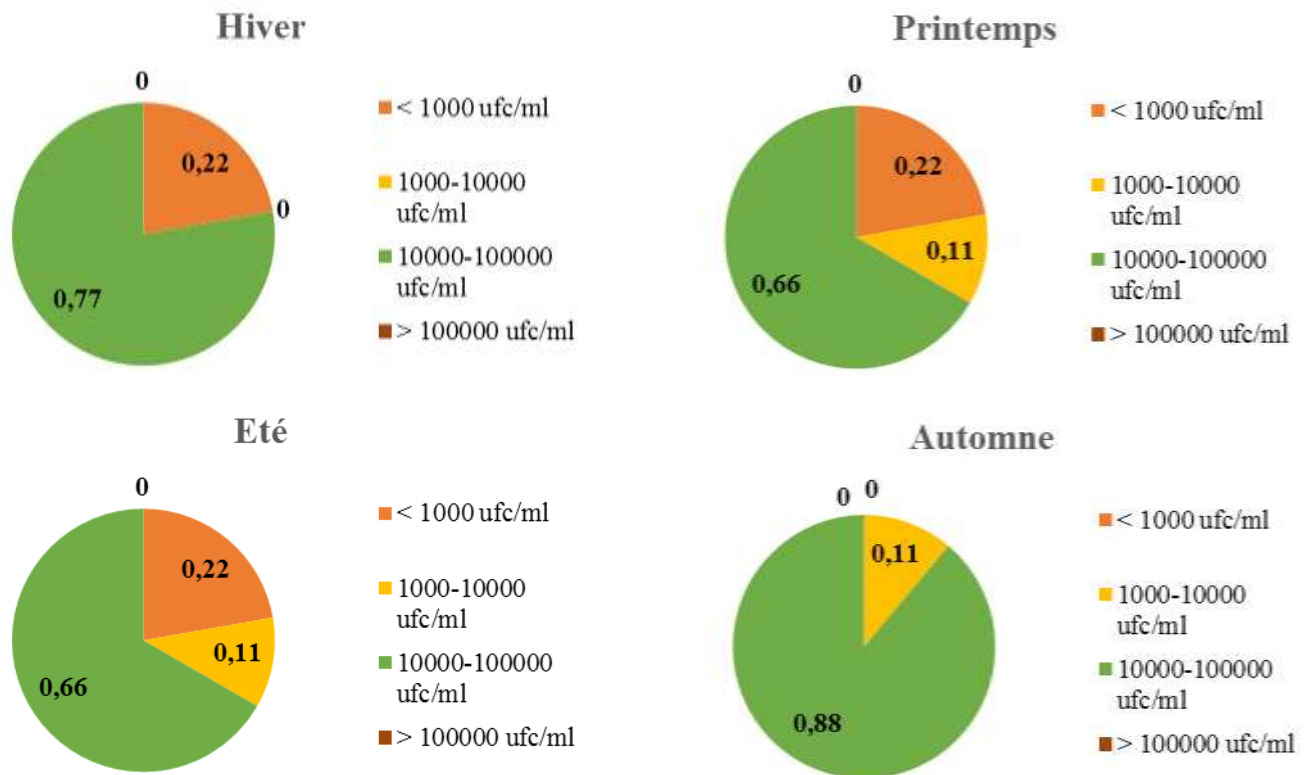 Hiver
0
0,22
0
0,77
< 1000 ufc/ml
1000-10000
ufc/ml
10000-100000
ufc/ml
> 100000 ufc/ml
Printemps
0
0,22
0,11
0,66
< 1000 ufc/ml
1000-10000
ufc/ml
10000-100000
ufc/ml
> 100000 ufc/ml
Eté
0
0,22
0,11
0,66
< 1000 ufc/ml
1000-10000
ufc/ml
10000-100000
ufc/ml
> 100000 ufc/ml
Automne
0 0
0,11
0,88
< 1000 ufc/ml
1000-10000
ufc/ml
10000-100000
ufc/ml
> 100000 ufc/ml